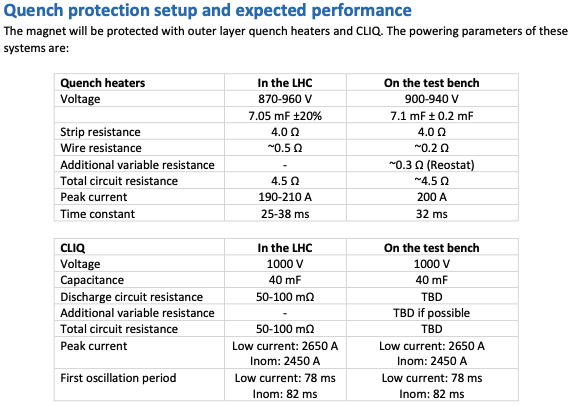 Quench protection setup and expected performance
The magnet will be protected with outer layer quench heaters and CLIQ. The powering parameters of these
systems are:
Quench heaters In the LHC On the test bench
Voltage 870-960 V 900-940 V
7.05 mF ±20% 7.1 mF ± 0.2 mF
Strip resistance 4.0 Ω 4.0 Ω
Wire resistance ~0.5 Ω ~0.2 Ω
Additional variable resistance - ~0.3 Ω (Reostat)
Total circuit resistance 4.5 Ω ~4.5 Ω
Peak current 190-210 A 200 A
Time constant 25-38 ms 32 ms
CLIQ In the LHC On the test bench
Voltage 1000 V 1000 V
Capacitance 40 mF 40 mF
Discharge circuit resistance 50-100 mΩ TBD
Additional variable resistance - TBD if possible
Total circuit resistance 50-100 mΩ TBD
Peak current Low current: 2650 A Low current: 2650 A
Inom: 2450 A Inom: 2450 A
First oscillation period Low current: 78 ms Low current: 78 ms
Inom: 82 ms Inom: 82 ms